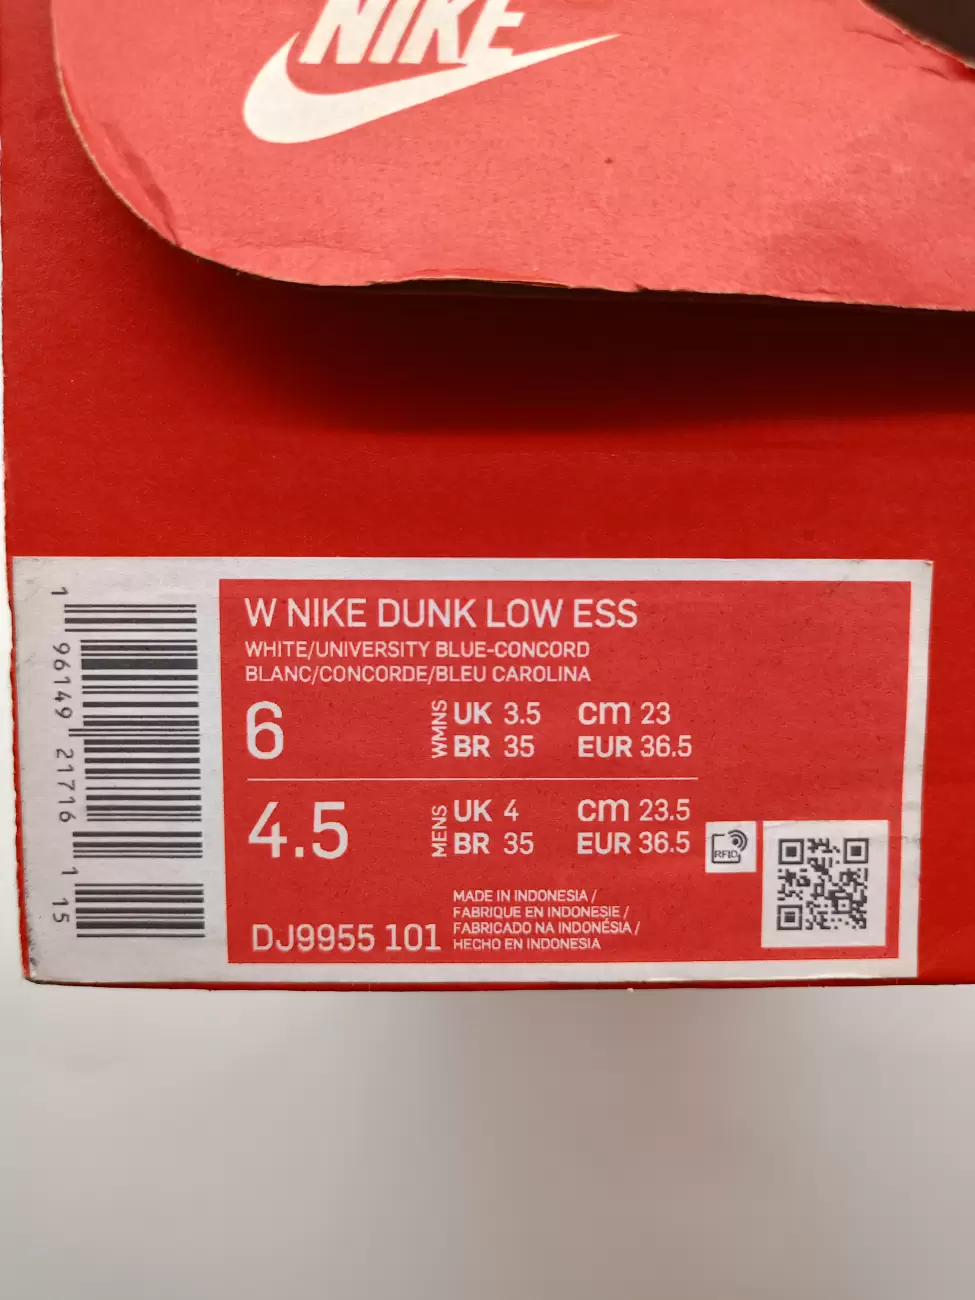 NIKE
W NIKE DUNK LOW ESS
WHITE/UNIVERSITY BLUE-CONCORD
BLANC/CONCORDE/BLEU CAROLINA
6 WMNS UK 3.5 CM 23
BR 35 EUR 36.5
4.5 MENS UK 4 CM 23.5
BR 35 EUR 36.5
RFID
MADE IN INDONESIA /
FABRIQUE EN INDONESIE /
FABRICADO NA INDONÉSIA /
DJ9955 101 HECHO EN INDONESIA
1 96149 21716 1 15